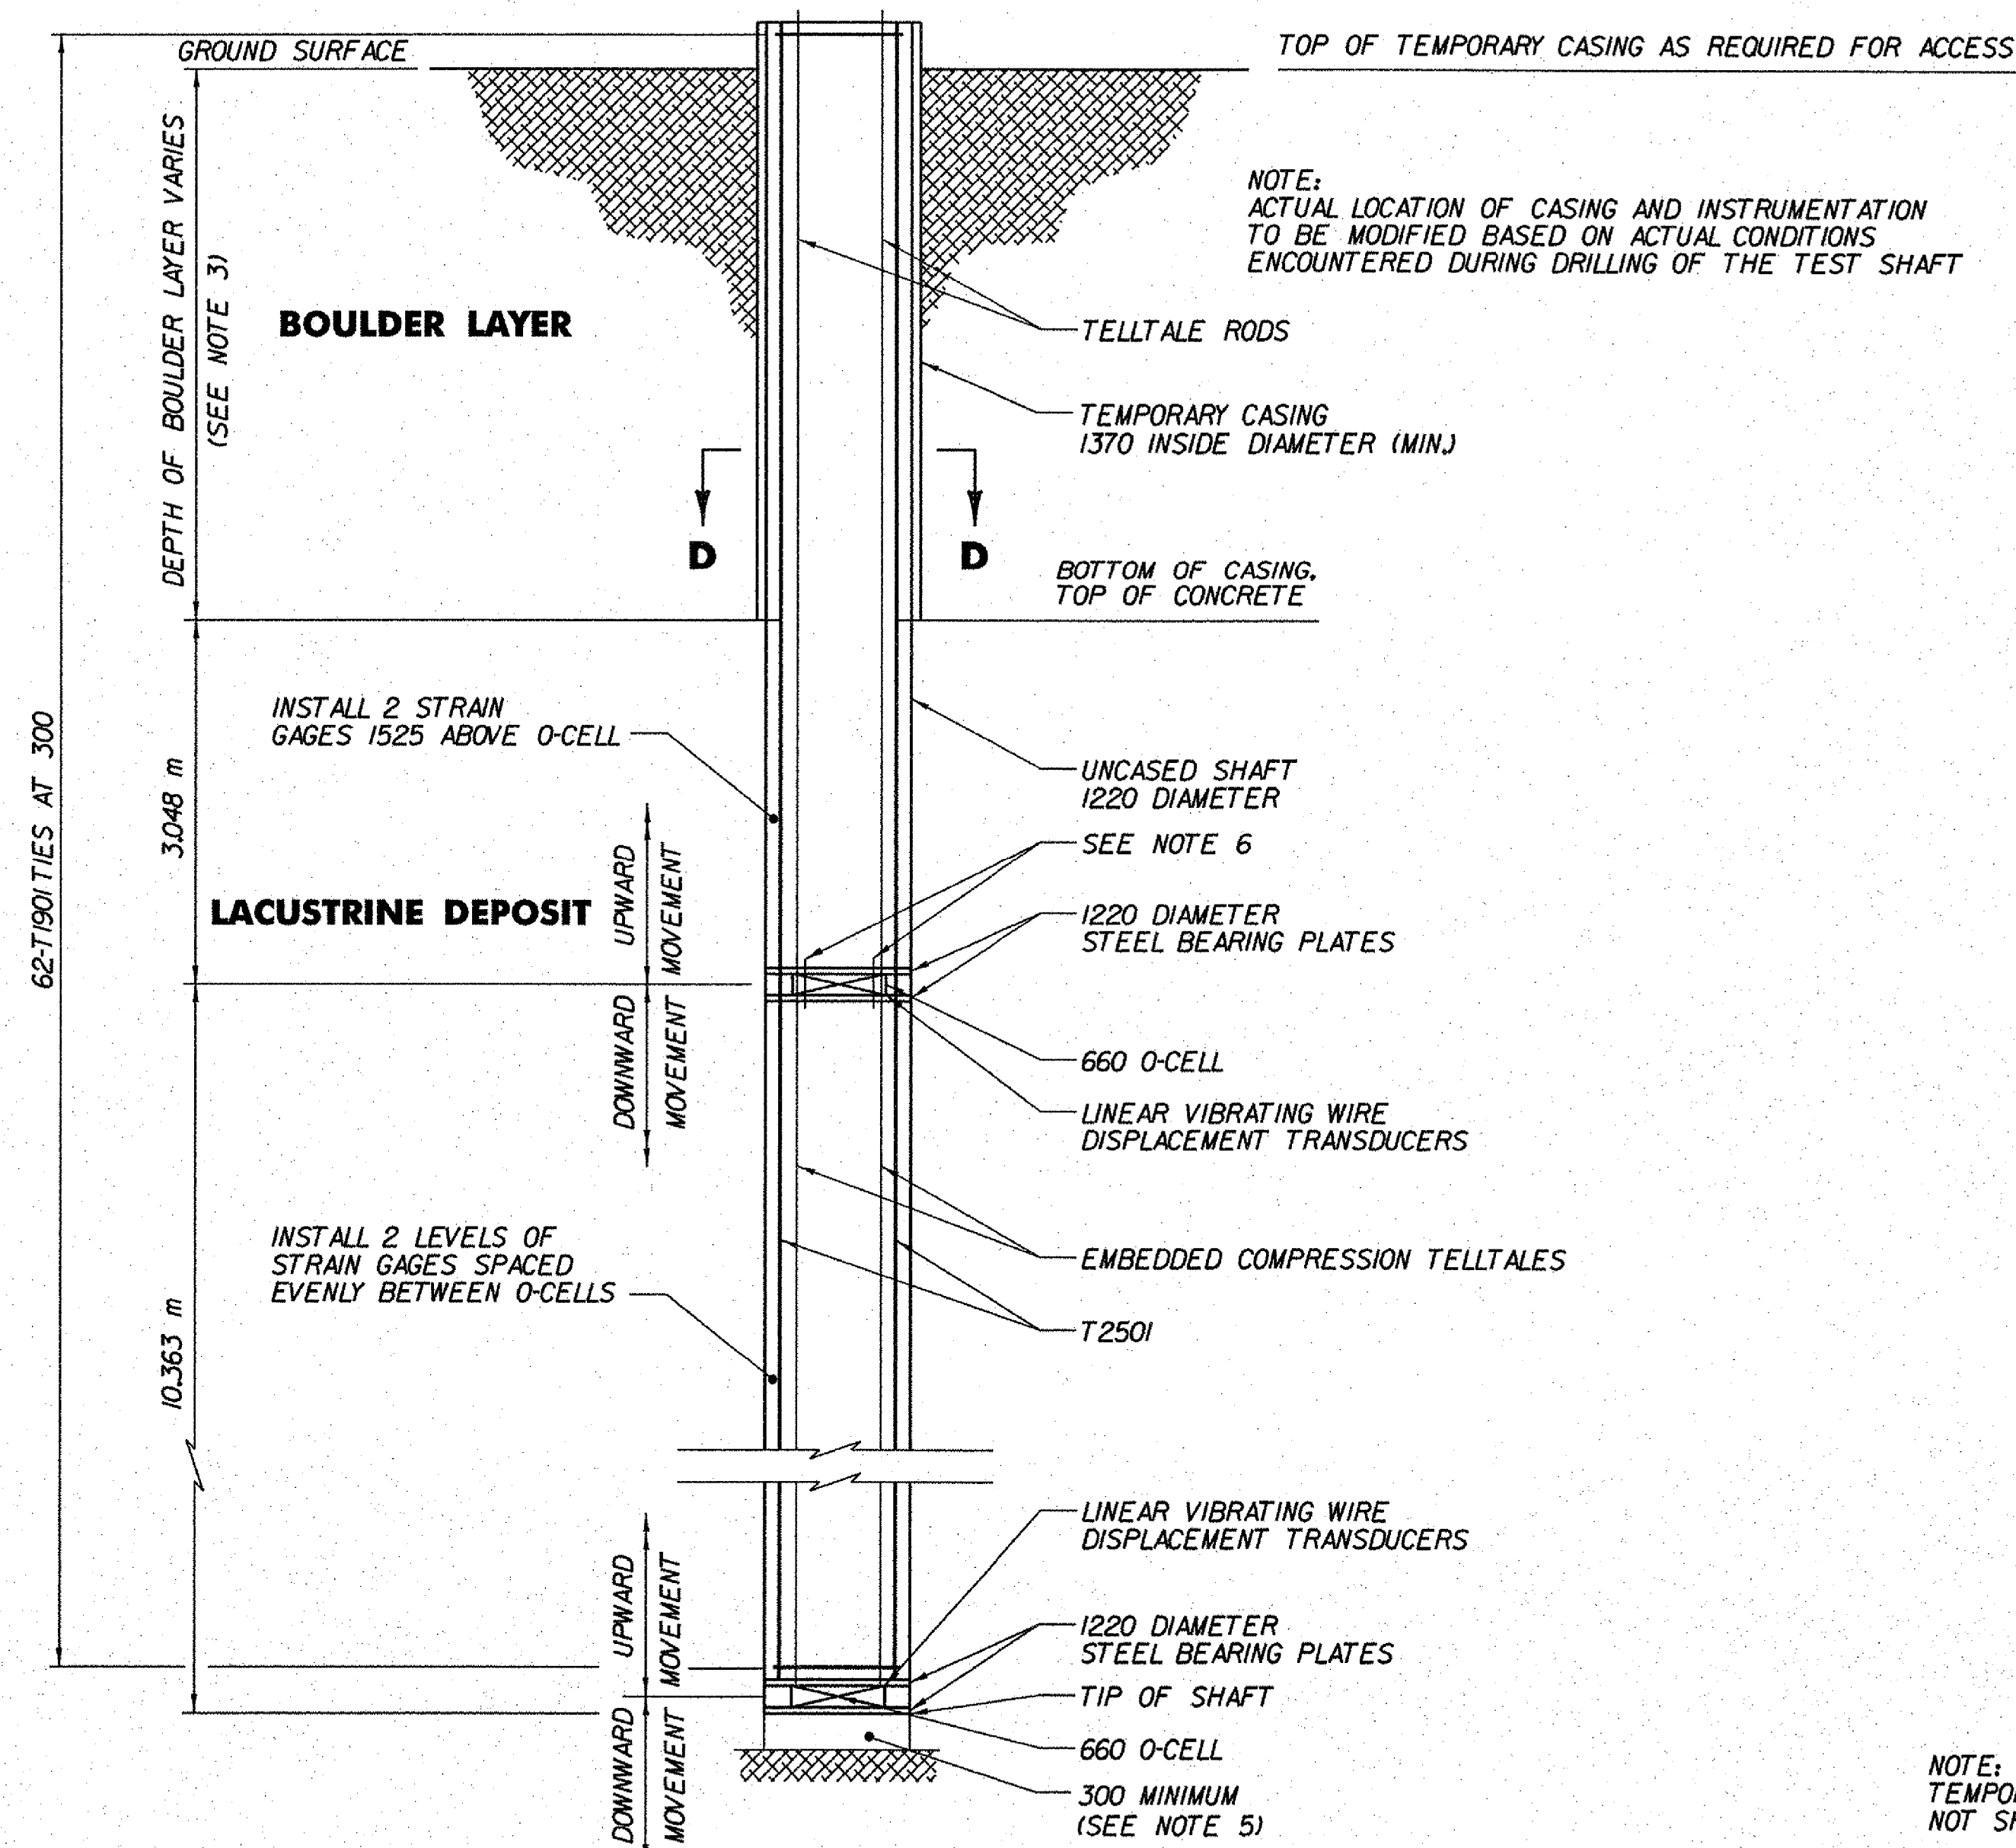 GROUND SURFACE
TOP OF TEMPORARY CASING AS REQUIRED FOR ACCESS
DEPTH OF BOULDER LAYER VARIES
(SEE NOTE 3)
NOTE:
ACTUAL LOCATION OF CASING AND INSTRUMENTATION
TO BE MODIFIED BASED ON ACTUAL CONDITIONS
ENCOUNTERED DURING DRILLING OF THE TEST SHAFT
BOULDER LAYER
TELLTALE RODS
TEMPORARY CASING
1370 INSIDE DIAMETER (MIN.)
D
D
BOTTOM OF CASING,
TOP OF CONCRETE
62-T1901 TIES AT 300
3.048 m
INSTALL 2 STRAIN
GAGES 1525 ABOVE O-CELL
UNCASED SHAFT
1220 DIAMETER
SEE NOTE 6
UPWARD
MOVEMENT
LACUSTRINE DEPOSIT
1220 DIAMETER
STEEL BEARING PLATES
DOWNWARD
MOVEMENT
660 O-CELL
LINEAR VIBRATING WIRE
DISPLACEMENT TRANSDUCERS
10.363 m
INSTALL 2 LEVELS OF
STRAIN GAGES SPACED
EVENLY BETWEEN O-CELLS
EMBEDDED COMPRESSION TELLTALES
T2501
LINEAR VIBRATING WIRE
DISPLACEMENT TRANSDUCERS
UPWARD
MOVEMENT
1220 DIAMETER
STEEL BEARING PLATES
TIP OF SHAFT
DOWNWARD
MOVEMENT
660 O-CELL
300 MINIMUM
(SEE NOTE 5)
NOTE:
NOT